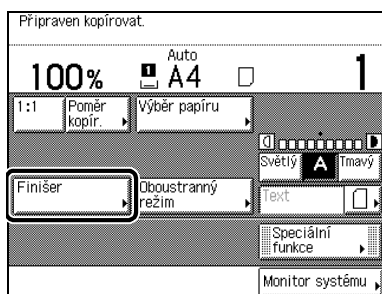 Připraven kopírovat.
Auto
100% 1 A4 1
1:1 Poměr kopír. Výběr papíru
Světlý A Tmavý
Finišer Oboustranný režim Text
Speciální funkce
Monitor systému